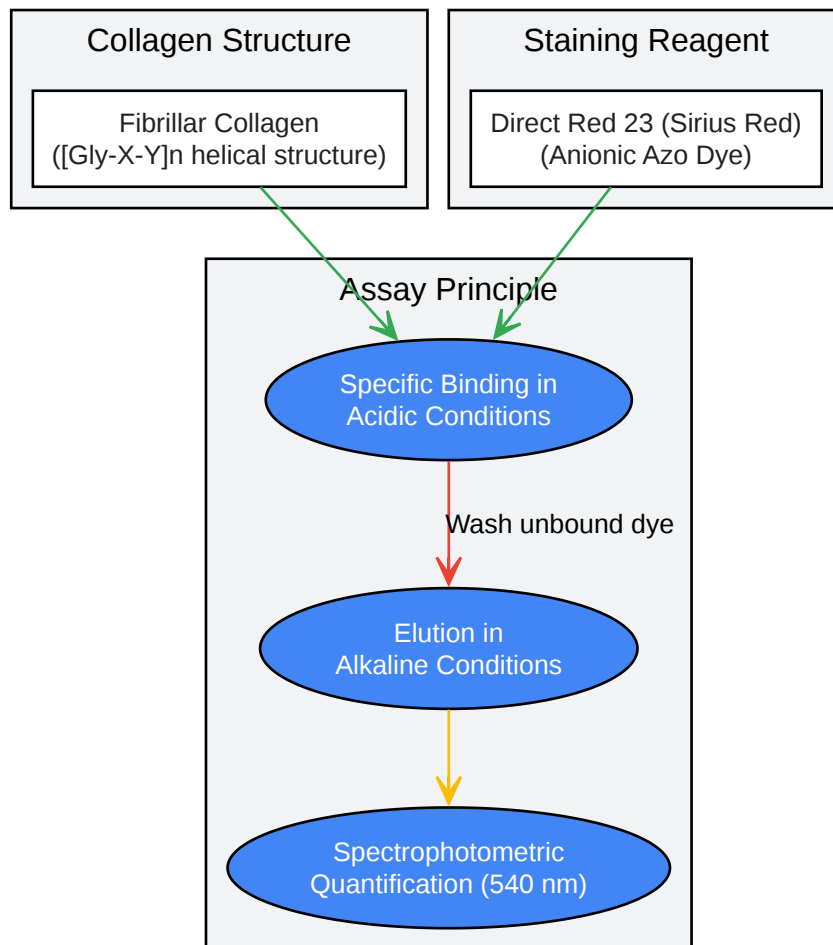 Collagen Structure
Fibrillar Collagen
([Gly-X-Y]n helical structure)
Staining Reagent
Direct Red 23 (Sirius Red)
(Anionic Azo Dye)
Assay Principle
Specific Binding in
Acidic Conditions
Wash unbound dye
Elution in
Alkaline Conditions
Spectrophotometric
Quantification (540 nm)